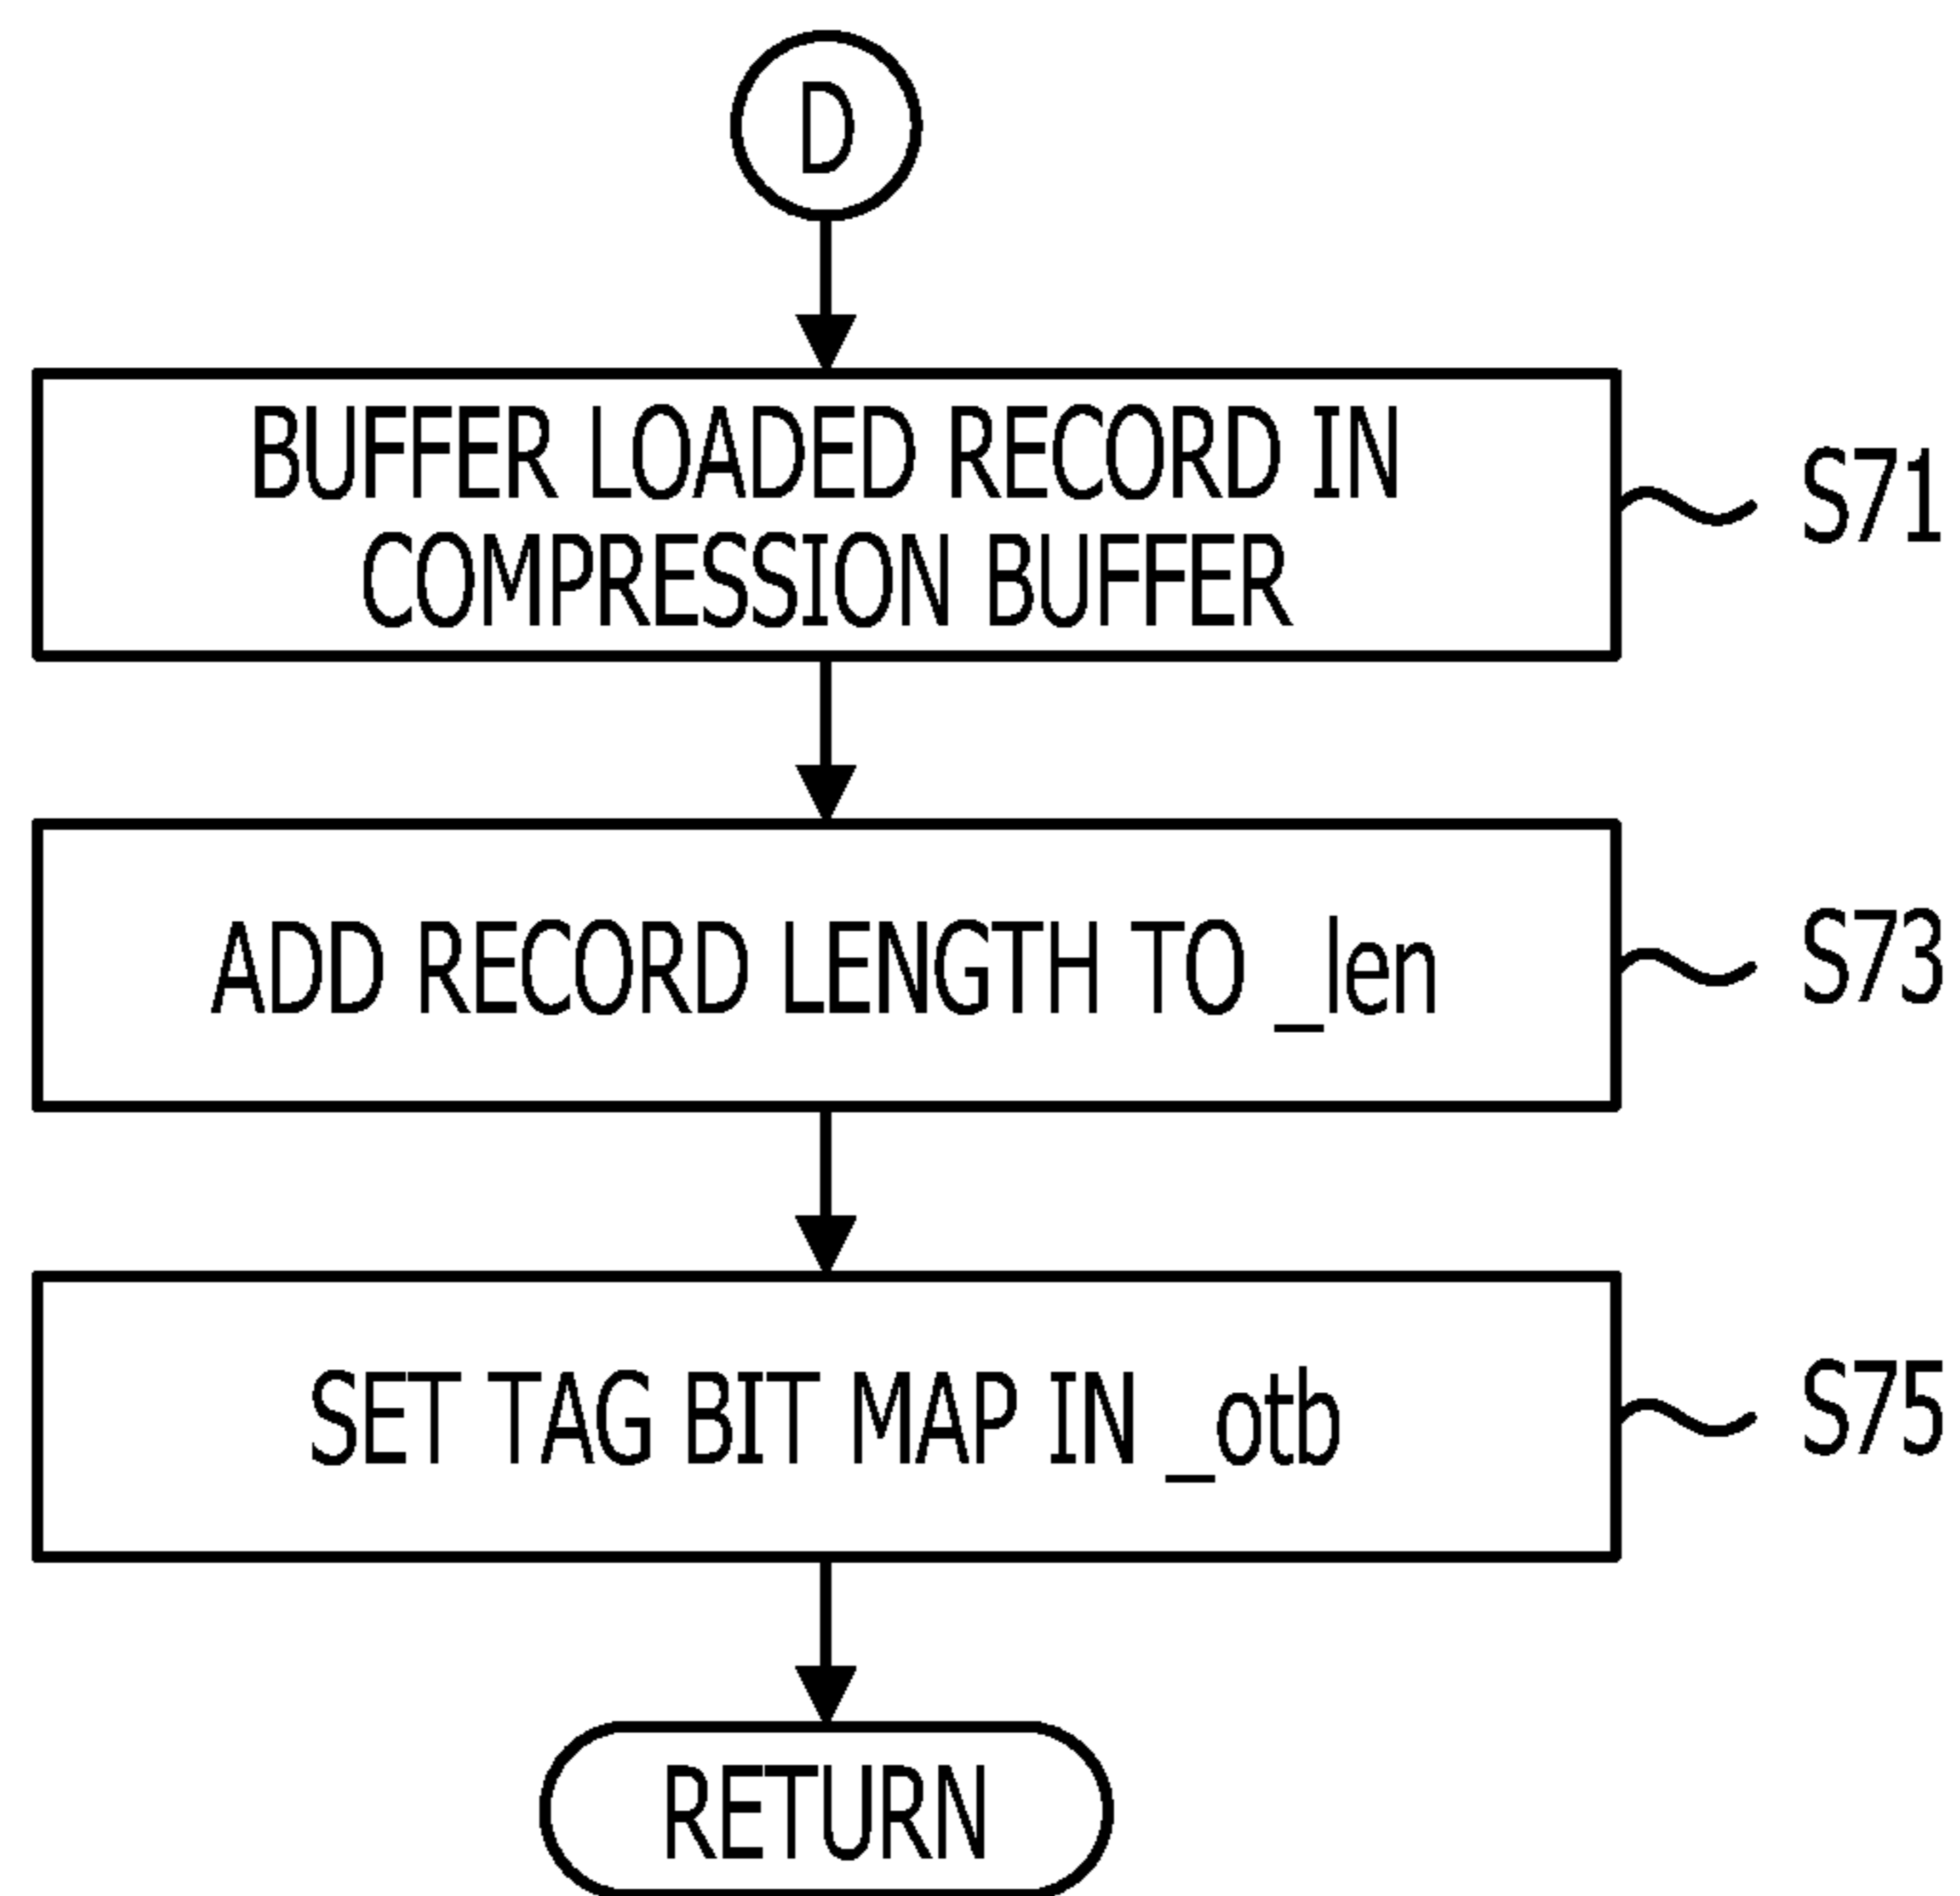 D
BUFFER LOADED RECORD IN
COMPRESSION BUFFER
S71
ADD RECORD LENGTH TO _len
S73
SET TAG BIT MAP IN _otb
S75
RETURN